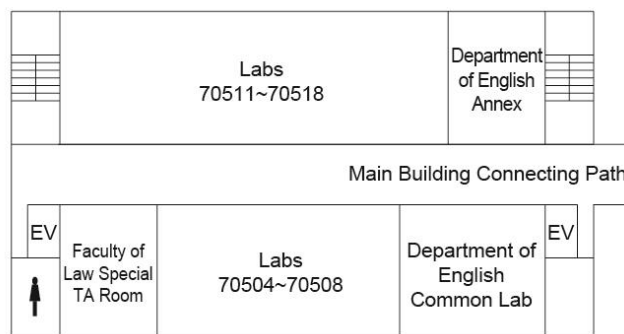 Labs
70511~70518
Department
of English
Annex
Main Building Connecting Path
EV
Faculty of
Law Special
TA Room
Labs
70504~70508
Department of
English
Common Lab
EV